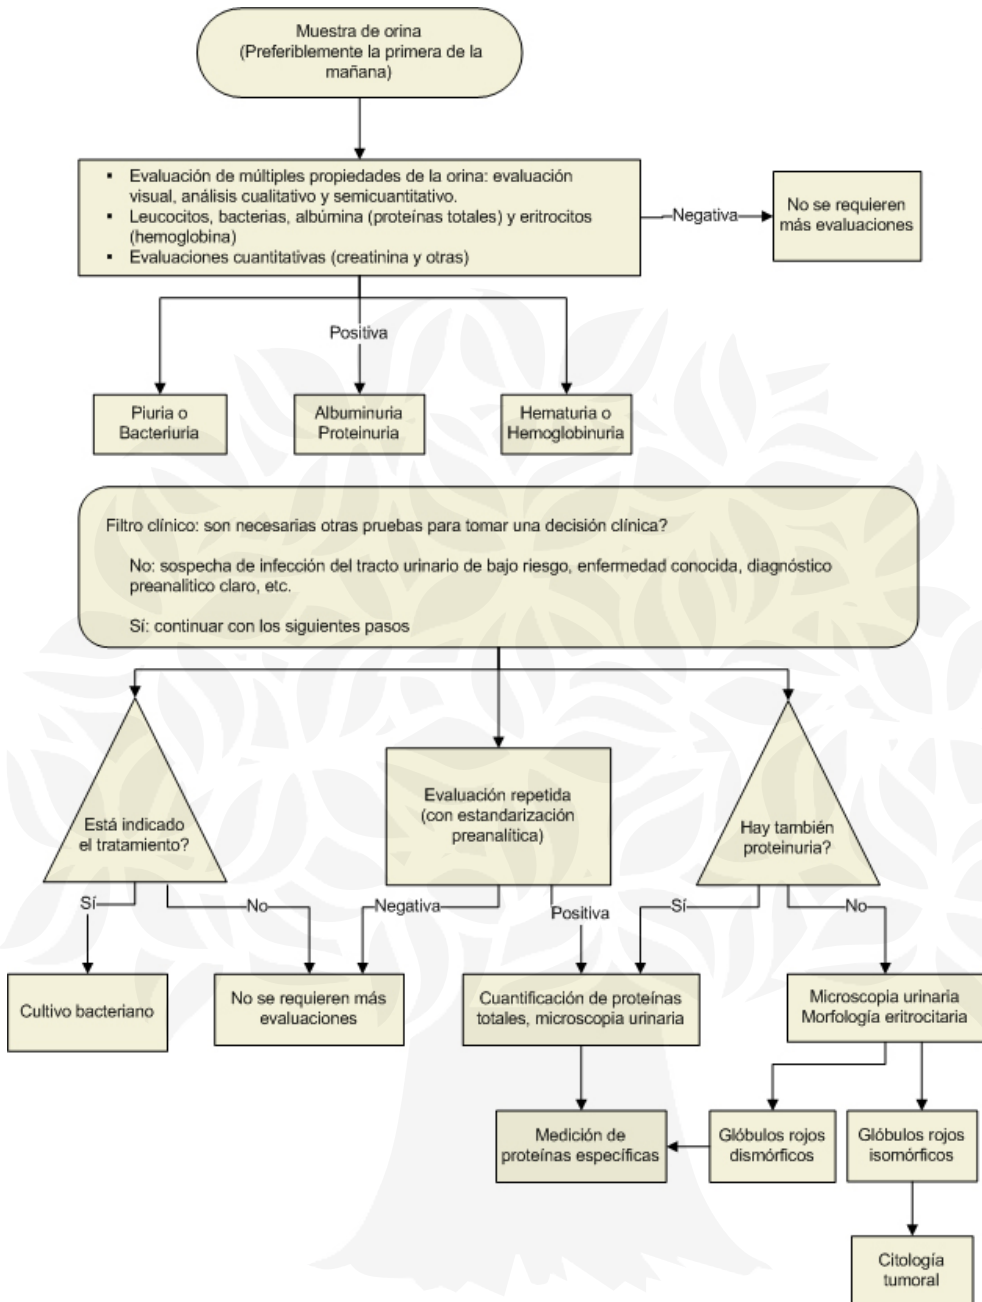 Muestra de orina
(Preferiblemente la primera de la
mañana)
▪ Evaluación de múltiples propiedades de la orina: evaluación
visual, análisis cualitativo y semicuantitativo.
▪ Leucocitos, bacterias, albúmina (proteínas totales) y eritrocitos
(hemoglobina)
▪ Evaluaciones cuantitativas (creatinina y otras)
Negativa
No se requieren
más evaluaciones
Positiva
Piuria o
Bacteriuria
Albuminuria
Proteinuria
Hematuria o
Hemoglobinuria
Filtro clínico: son necesarias otras pruebas para tomar una decisión clínica?
No: sospecha de infección del tracto urinario de bajo riesgo, enfermedad conocida, diagnóstico
preanalítico claro, etc.
Sí: continuar con los siguientes pasos
Está indicado
el tratamiento?
Evaluación repetida
(con estandarización
preanalítica)
Hay también
proteinuria?
Sí
No
Negativa
Positiva
Sí
No
Cultivo bacteriano
No se requieren más
evaluaciones
Cuantificación de proteínas
totales, microscopia urinaria
Microscopia urinaria
Morfología eritrocitaria
Medición de
proteínas específicas
Glóbulos rojos
dismórficos
Glóbulos rojos
isomórficos
Citología
tumoral